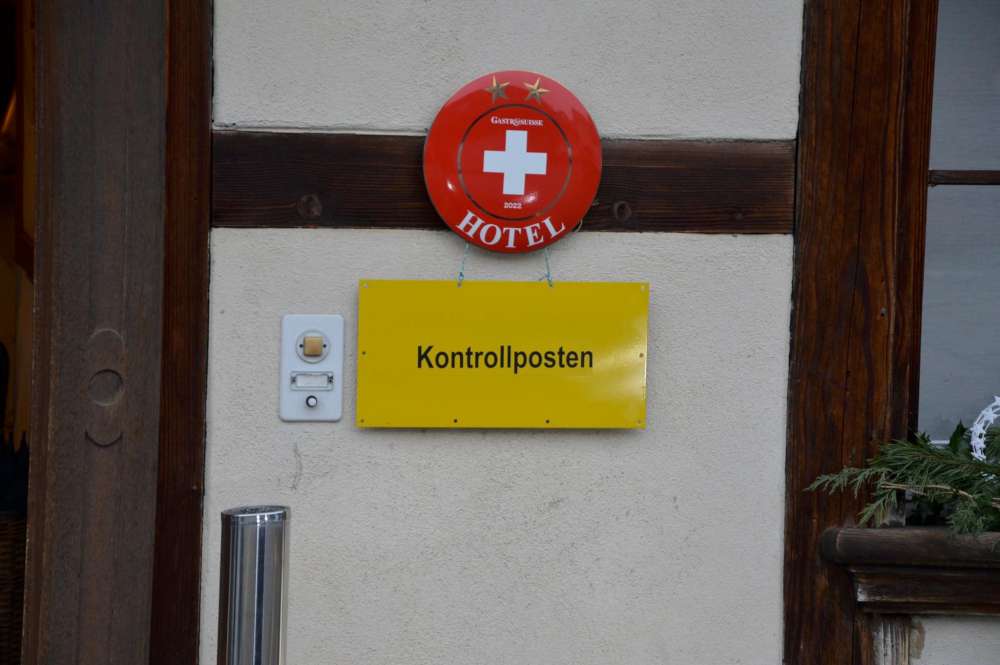 GASTROSUISSE
2022
HOTEL
Kontrollposten